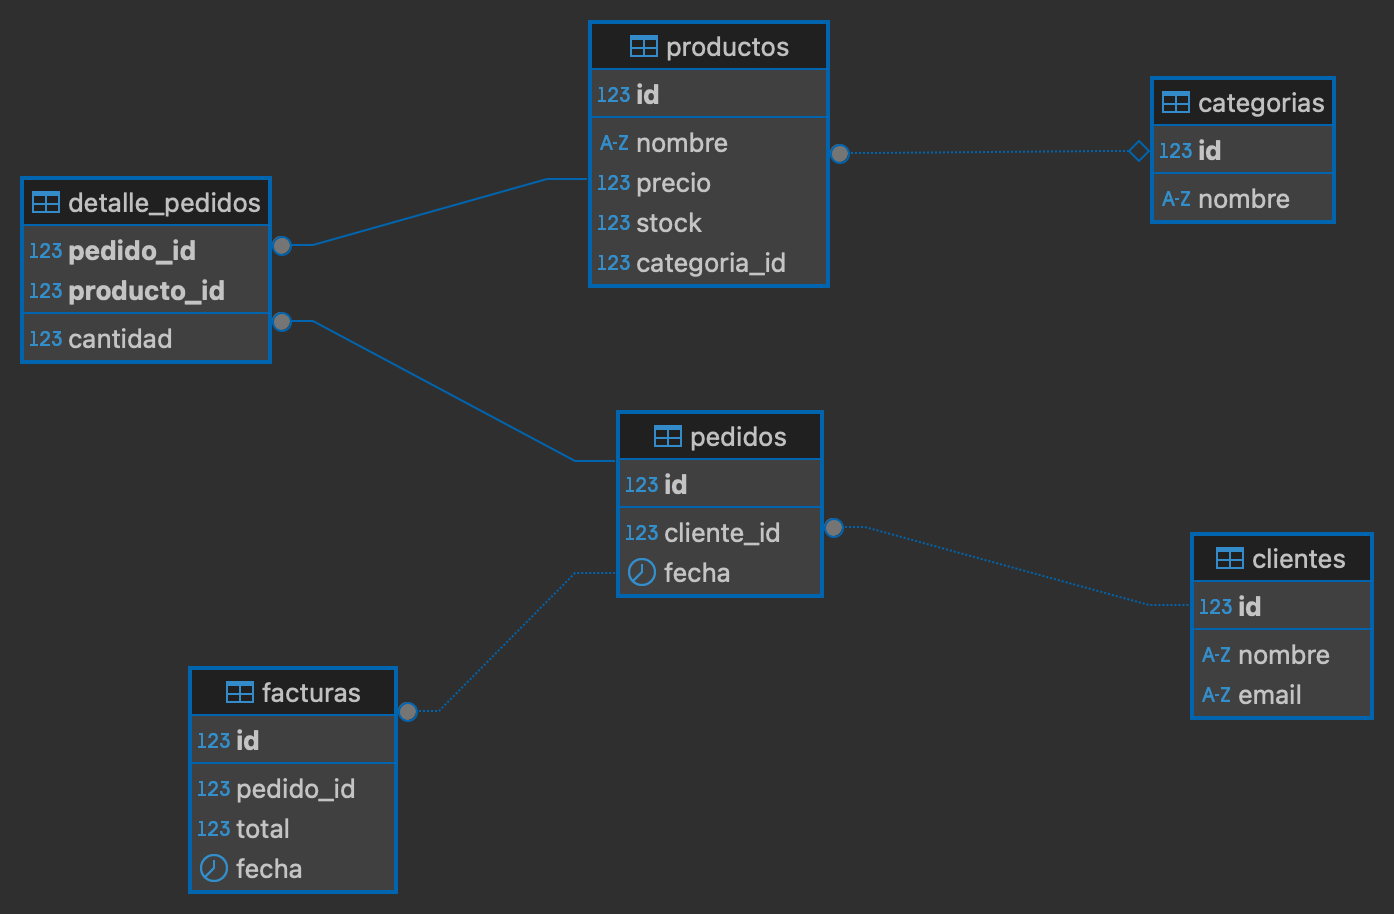 productos
123 id
A-Z nombre
123 precio
123 stock
123 categoria_id
categorias
123 id
A-Z nombre
detalle_pedidos
123 pedido_id
123 producto_id
123 cantidad
pedidos
123 id
123 cliente_id
fecha
clientes
123 id
A-Z nombre
A-Z email
facturas
123 id
123 pedido_id
123 total
fecha